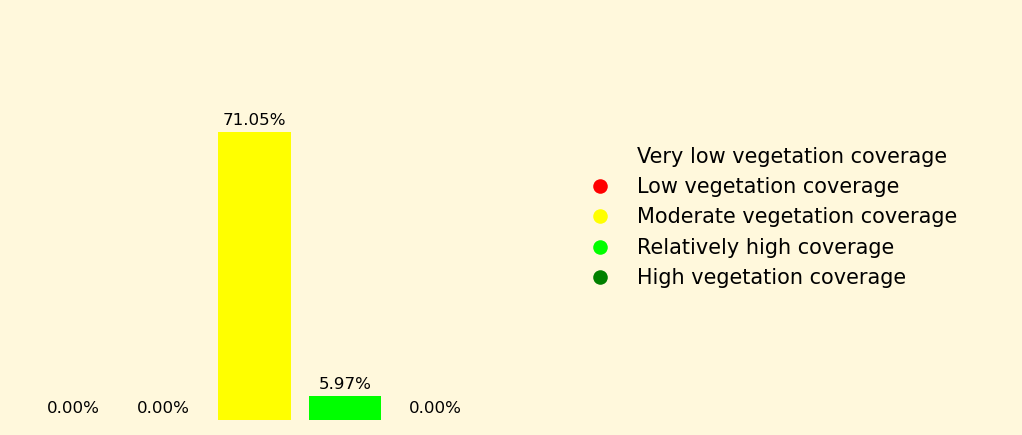 71.05%
5.97%
0.00%
0.00%
0.00%
Very low vegetation coverage
Low vegetation coverage
Moderate vegetation coverage
Relatively high coverage
High vegetation coverage